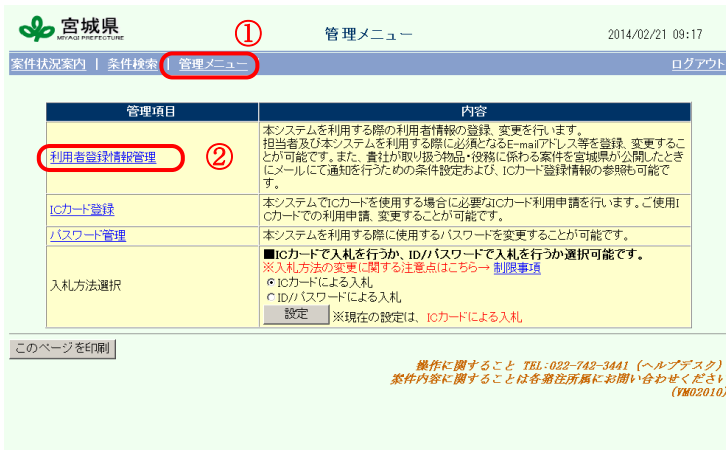 宮城県
MIYAGI PREFECTURE
①
管理メニュー
2014/02/21 09:17
案件状況案内 | 条件検索 | 管理メニュー
ログアウト
管理項目
内容
利用者登録情報管理
②
本システムを利用する際の利用者情報の登録、変更を行います。
担当者及び本システムを利用する際に必須となるE-mailアドレス等を登録、変更するこ
とが可能です。また、貴社が取り扱う物品・役務に係わる案件を宮城県が公開したとき
にメールにて通知を行うための条件設定および、ICカード登録情報の参照も可能で
す。
ICカード登録
本システムでICカードを使用する場合に必要なICカード利用申請を行います。ご使用I
Cカードでの利用申請、変更することが可能です。
パスワード管理
本システムを利用する際に使用するパスワードを変更することが可能です。
入札方法選択
■ICカードで入札を行うか、ID/パスワードで入札を行うか選択可能です。
※入札方法の変更に関する注意点はこちら→ 制限事項
ICカードによる入札
ID/パスワードによる入札
設定 ※現在の設定は、ICカードによる入札
このページを印刷
操作に関すること TEL:022-742-3441 (ヘルプデスク)
案件内容に関することは各発注所属にお問い合わせください
(VM02010)